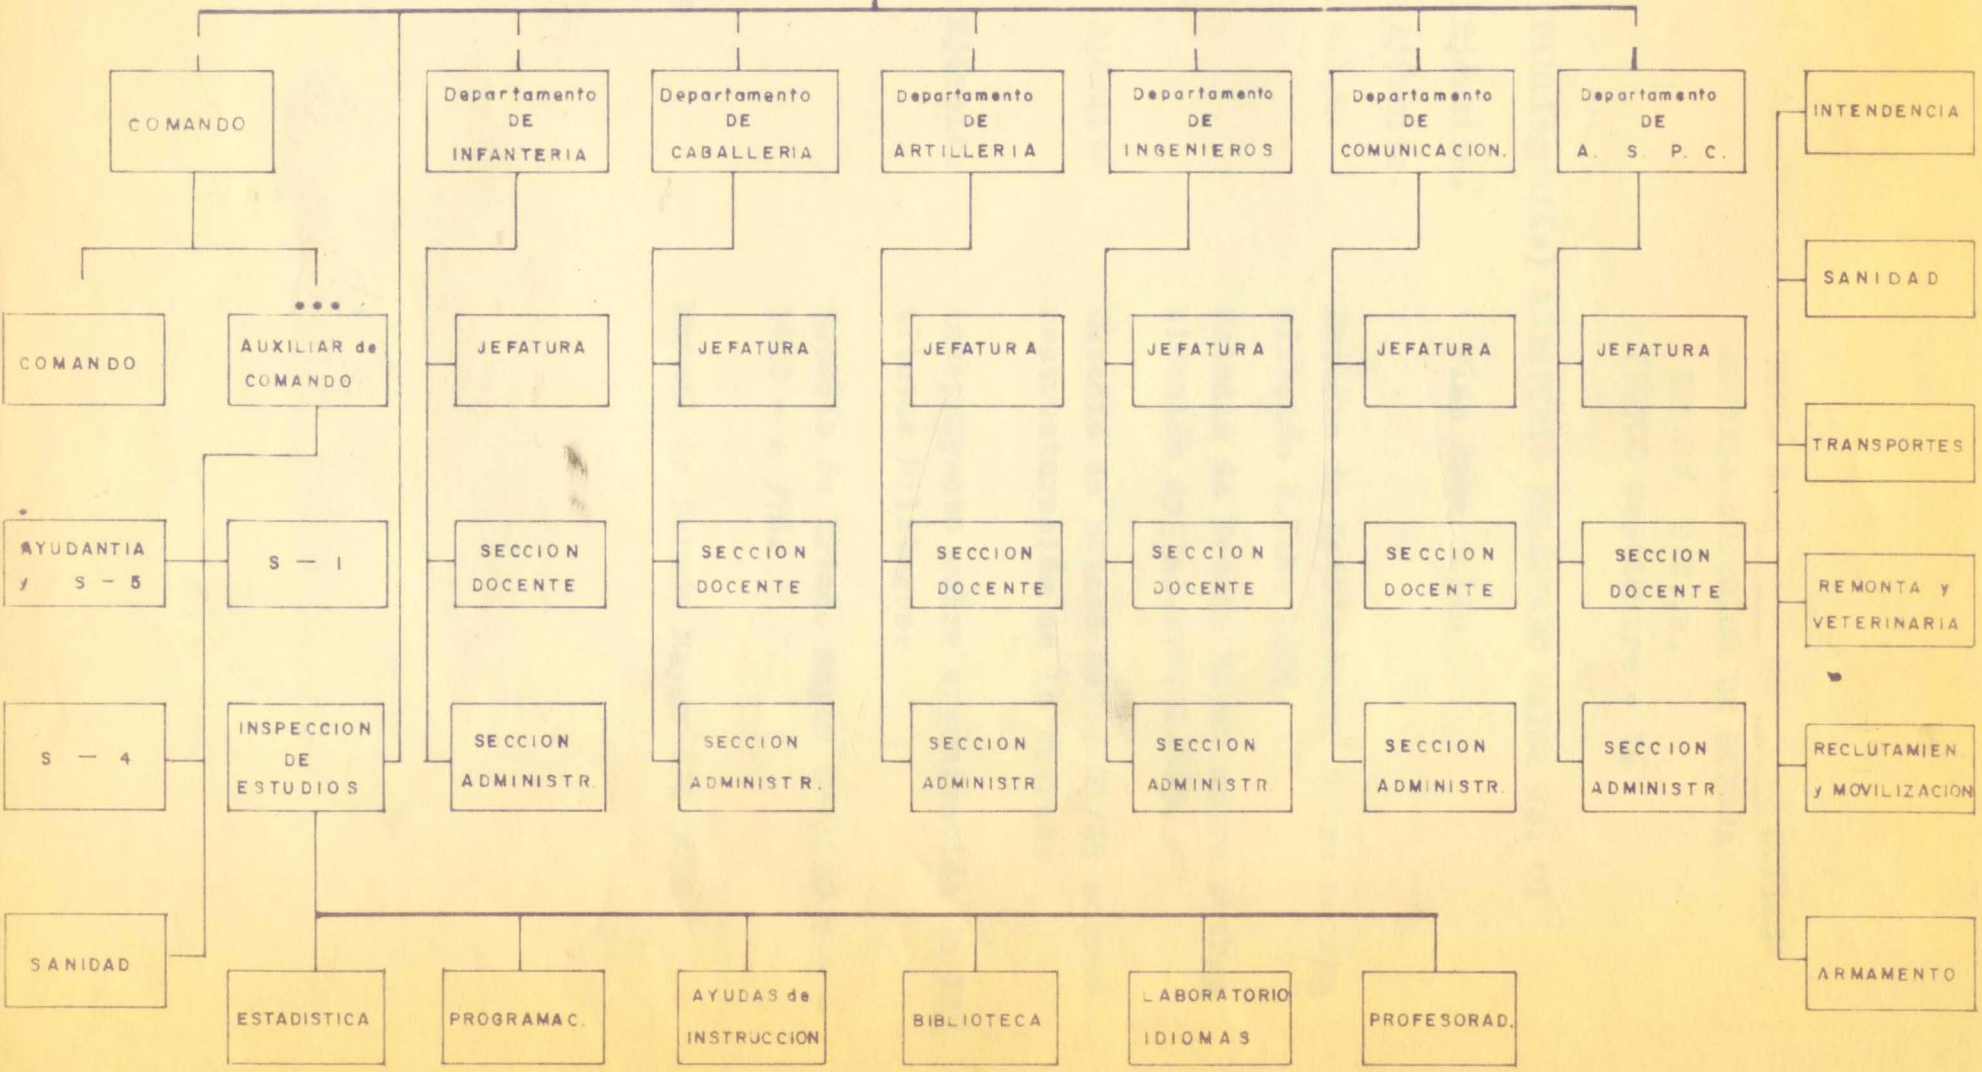 COMANDO
Departamento
DE
INFANTERIA
Departamento
DE
CABALLERIA
Departamento
DE
ARTILLERIA
Departamento
DE
INGENIEROS
Departamento
DE
COMUNICACION.
Departamento
DE
A. S. P. C.
INTENDENCIA
SANIDAD
COMANDO
AUXILIAR de
COMANDO
JEFATURA
JEFATURA
JEFATURA
JEFATURA
JEFATURA
JEFATURA
TRANSPORTES
AYUDANTIA
y S - 5
S - 1
SECCION
DOCENTE
SECCION
DOCENTE
SECCION
DOCENTE
SECCION
DOCENTE
SECCION
DOCENTE
SECCION
DOCENTE
REMONTA y
VETERINARIA
S - 4
INSPECCION
DE
ESTUDIOS
SECCION
ADMINISTR.
SECCION
ADMINISTR.
SECCION
ADMINISTR
SECCION
ADMINISTR.
SECCION
ADMINISTR.
SECCION
ADMINISTR.
RECLUTAMIEN.
y MOVILIZACION
SANIDAD
ESTADISTICA
PROGRAMAC.
AYUDAS de
INSTRUCCION
BIBLIOTECA
LABORATORIO
IDIOMAS
PROFESORAD.
ARMAMENTO